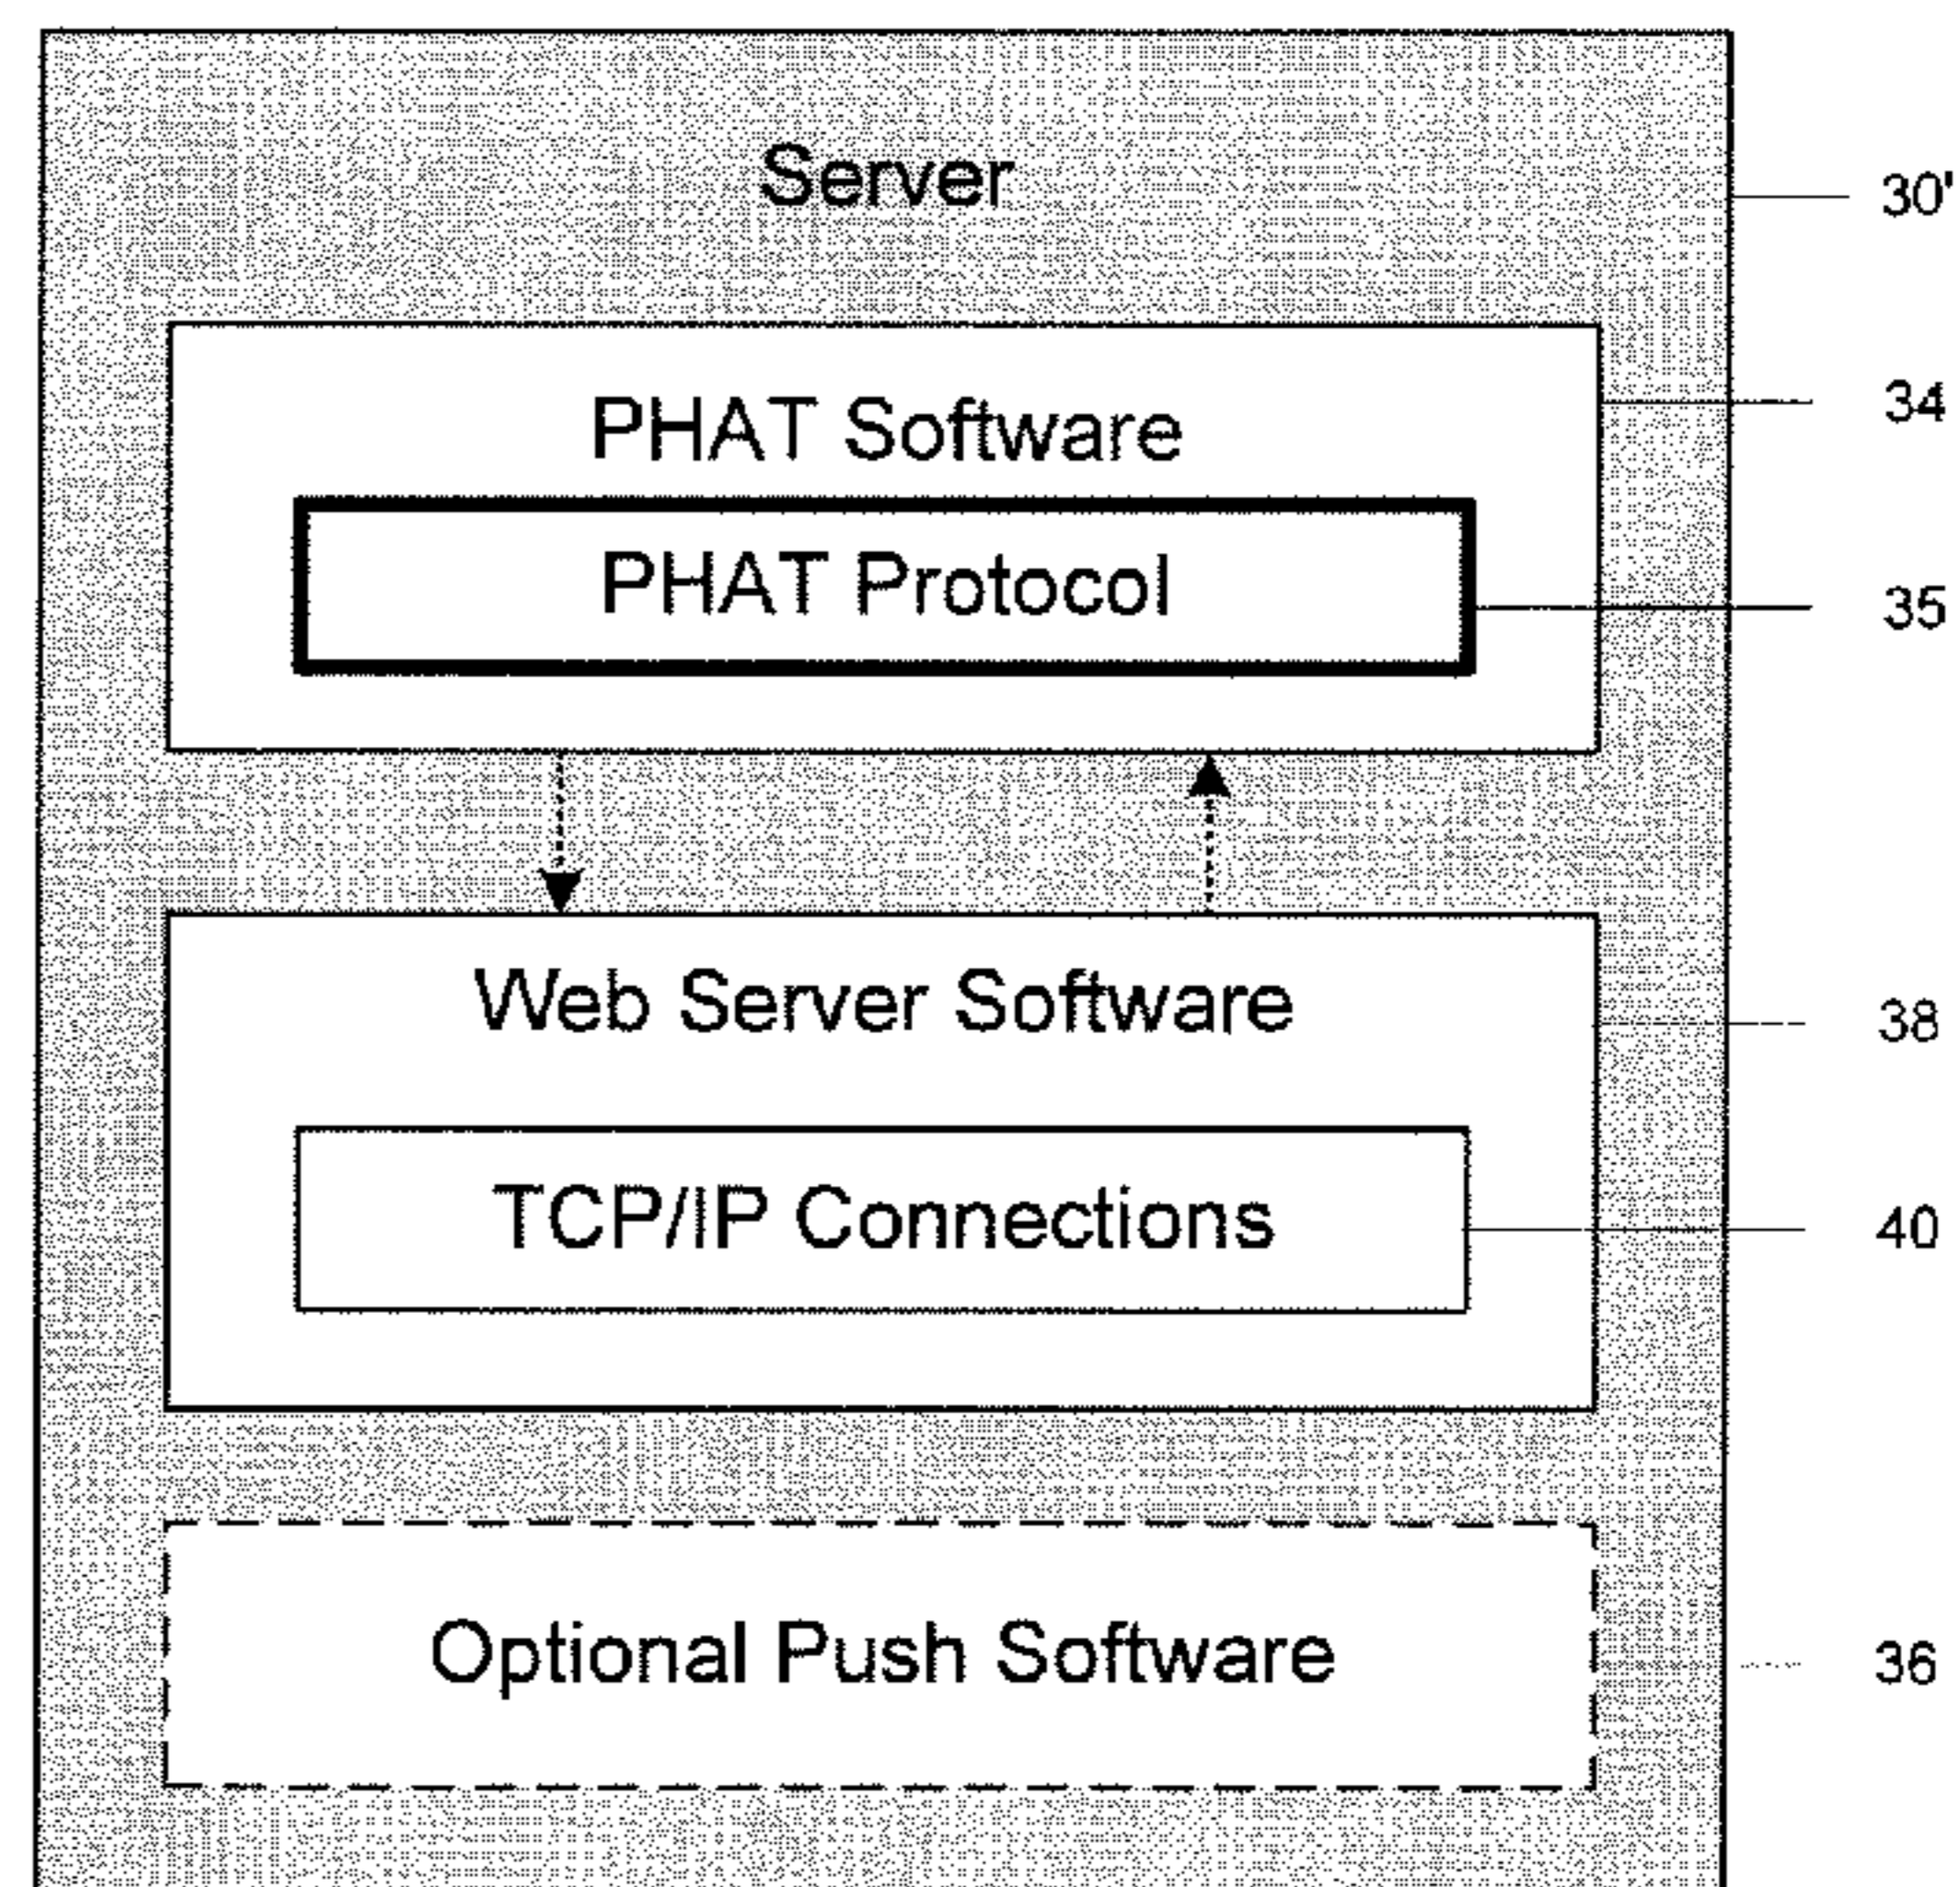 Server
30'
PHAT Software
34
PHAT Protocol
35
Web Server Software
38
TCP/IP Connections
40
Optional Push Software
36